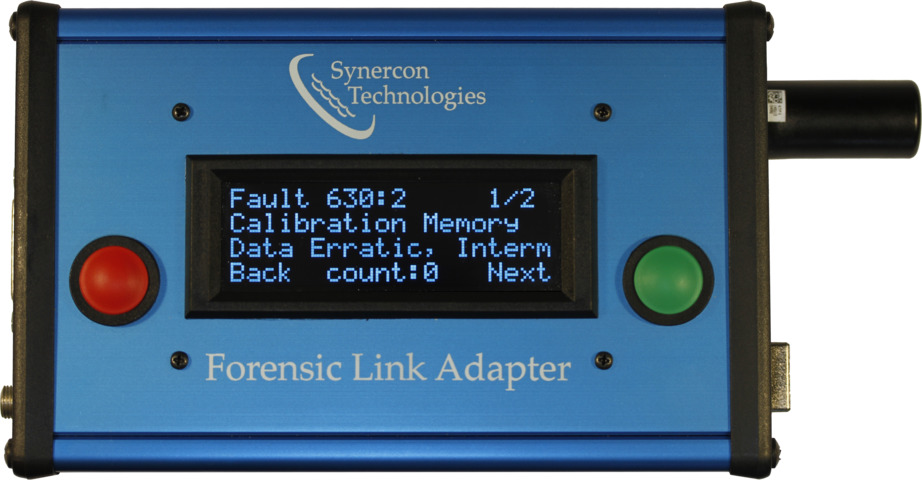 Synercon
Technologies
Fault 630:2 1/2
Calibration Memory
Data Erratic, Interm
Back count:0 Next
Forensic Link Adapter